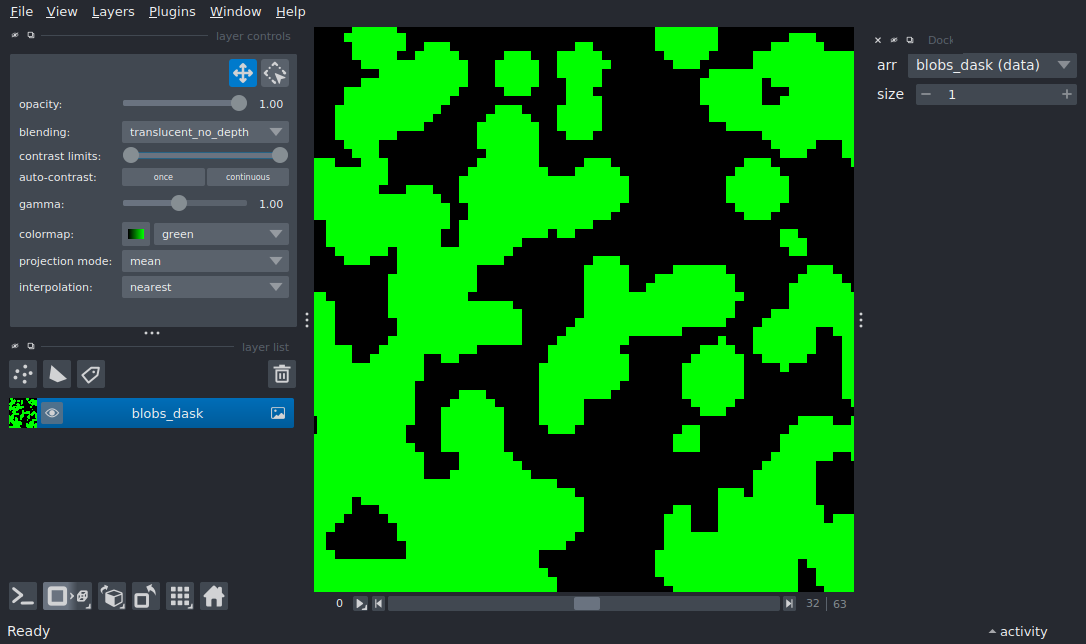 File View Layers Plugins Window Help
layer controls
opacity: 1.00
blending: translucent_no_depth
contrast limits:
auto-contrast: once continuous
gamma: 1.00
colormap: green
projection mode: mean
interpolation: nearest
layer list
blobs_dask
0 32 63
Ready
activity
Dock
arr blobs_dask (data)
size 1